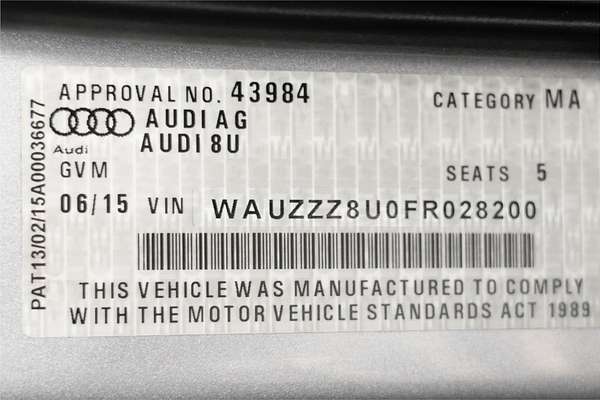 APPROVAL NO. 43984
CATEGORY MA
AUDI AG
Audi
AUDI 8U
GVM
SEATS 5
06/15 VIN WAUZZZ8U0FR028200
THIS VEHICLE WAS MANUFACTURED TO COMPLY
WITH THE MOTOR VEHICLE STANDARDS ACT 1989
PAT13/02/15A00036677